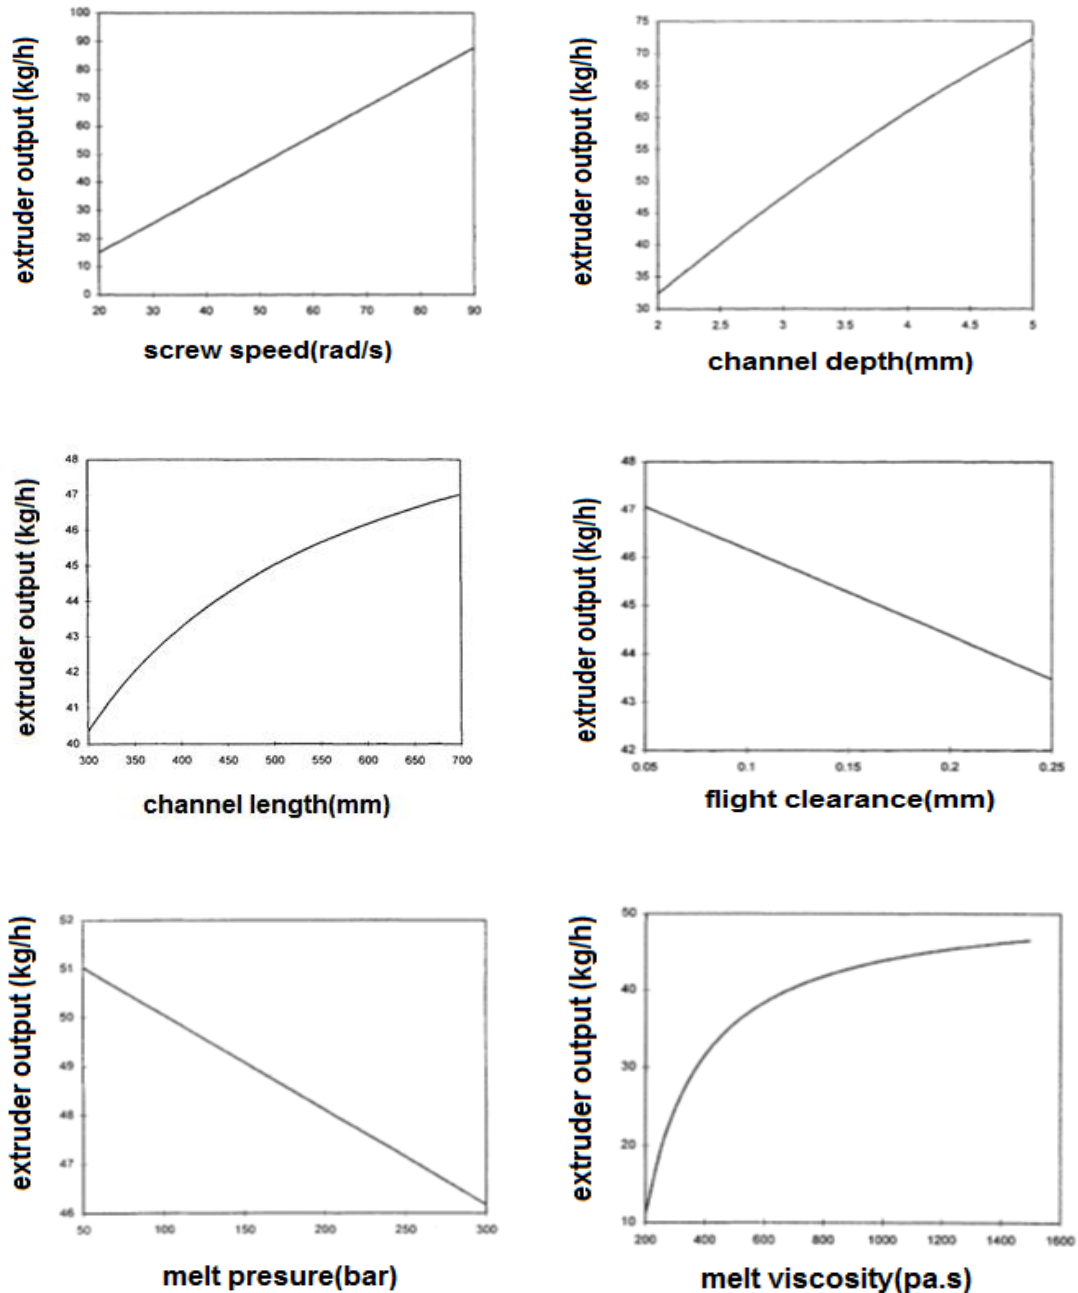 extruder output (kg/h)
100
90
80
70
60
50
40
30
20
10
0
20 30 40 50 60 70 80 90
screw speed(rad/s)
extruder output (kg/h)
75
70
65
60
55
50
45
40
35
30
2 2.5 3 3.5 4 4.5 5
channel depth(mm)
extruder output (kg/h)
48
47
46
45
44
43
42
41
40
300 350 400 450 500 550 600 650 700
channel length(mm)
extruder output (kg/h)
48
47
46
45
44
43
42
0.05 0.1 0.15 0.2 0.25
flight clearance(mm)
extruder output (kg/h)
52
51
50
49
48
47
46
50 100 150 200 250 300
melt presure(bar)
extruder output (kg/h)
50
40
30
20
10
200 400 600 800 1000 1200 1400 1600
melt viscosity(pa.s)